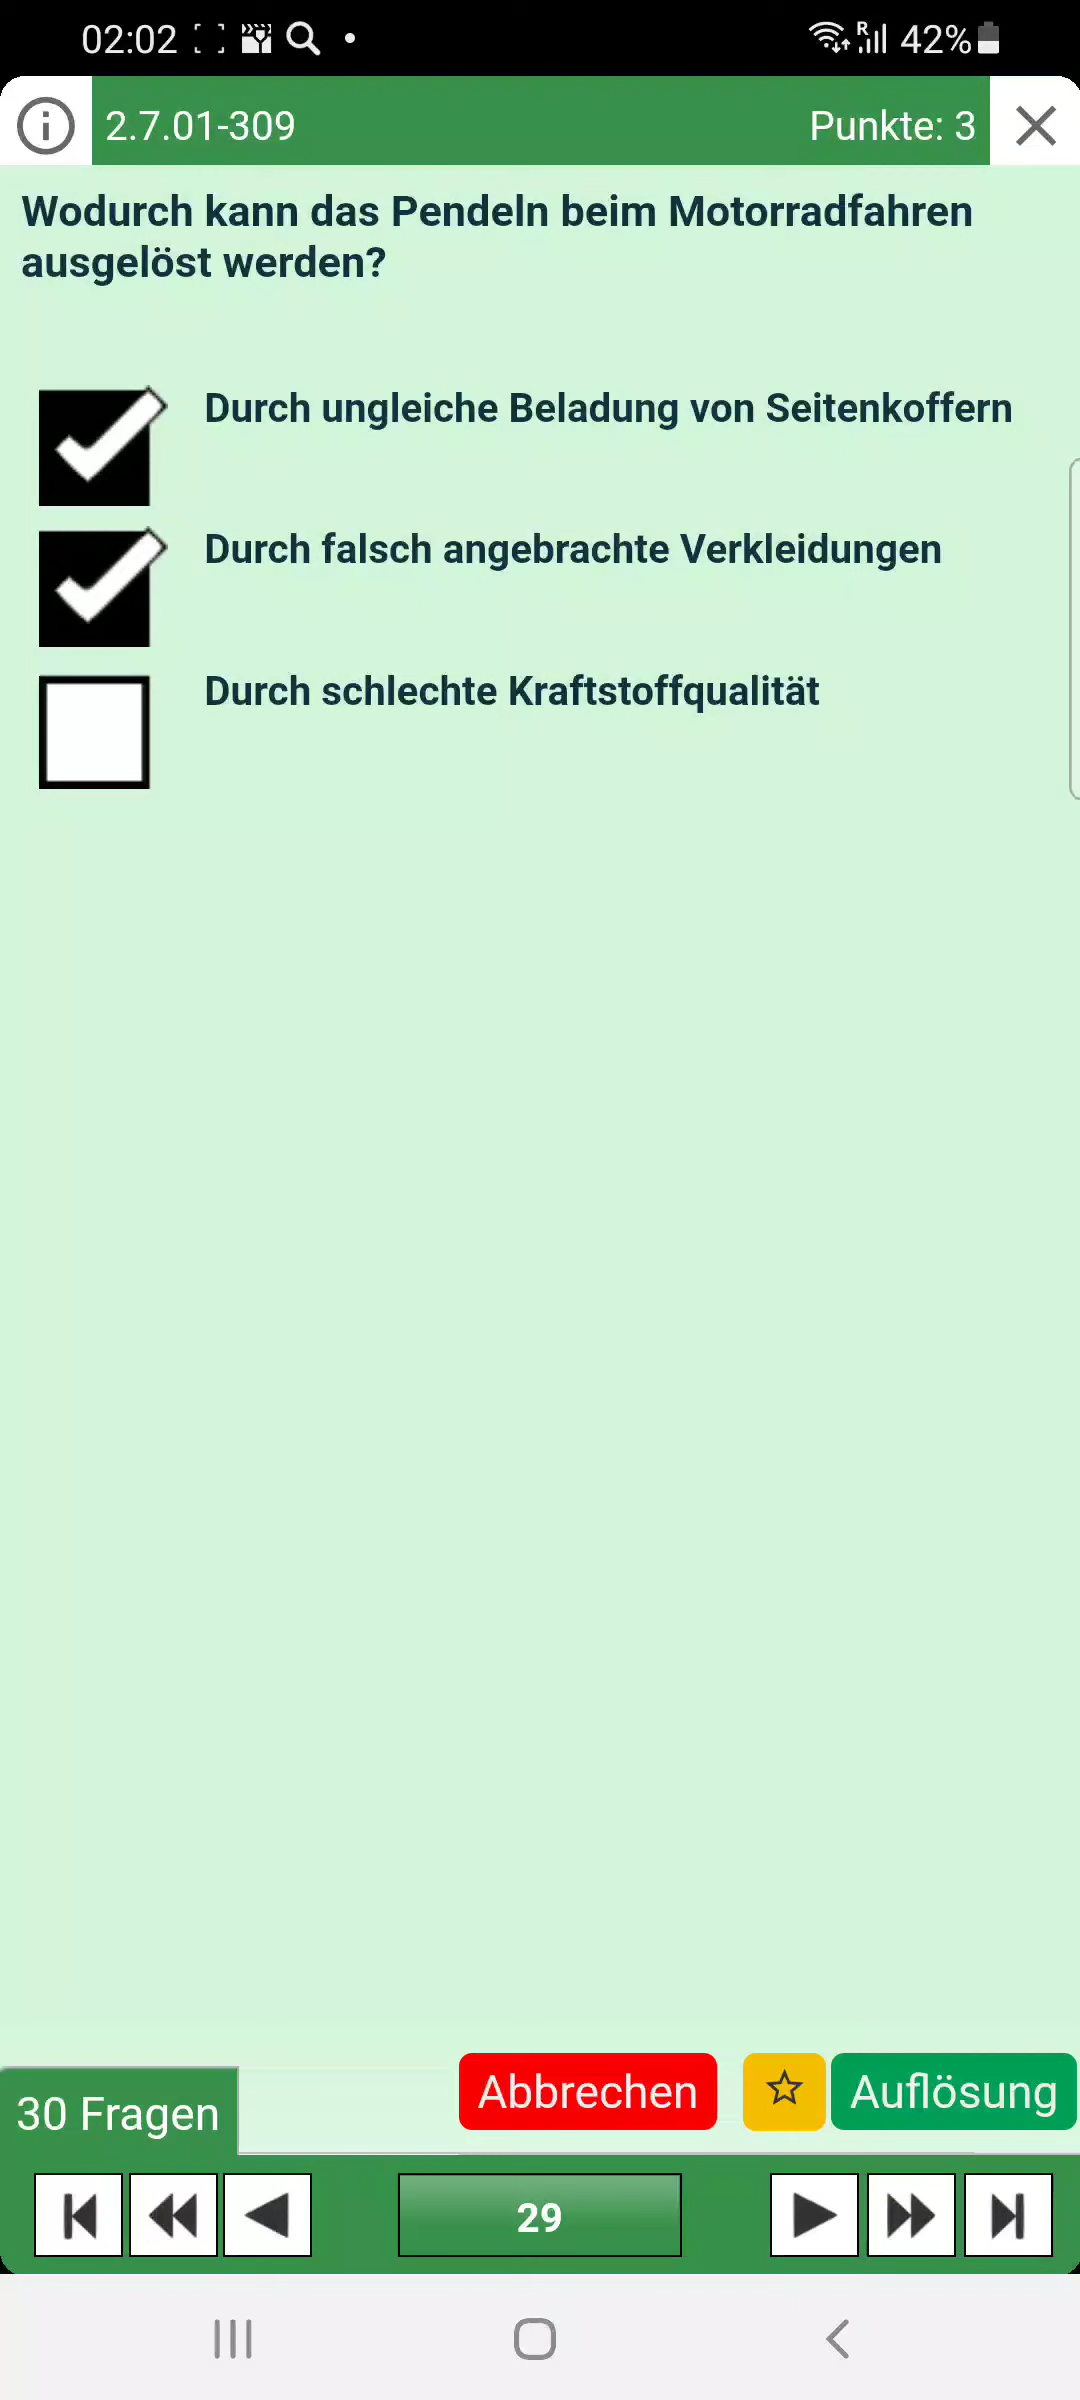 02:02
R
42%
2.7.01-309
Punkte: 3
Wodurch kann das Pendeln beim Motorradfahren
ausgelöst werden?
Durch ungleiche Beladung von Seitenkoffern
Durch falsch angebrachte Verkleidungen
Durch schlechte Kraftstoffqualität
Abbrechen
Auflösung
30 Fragen
29